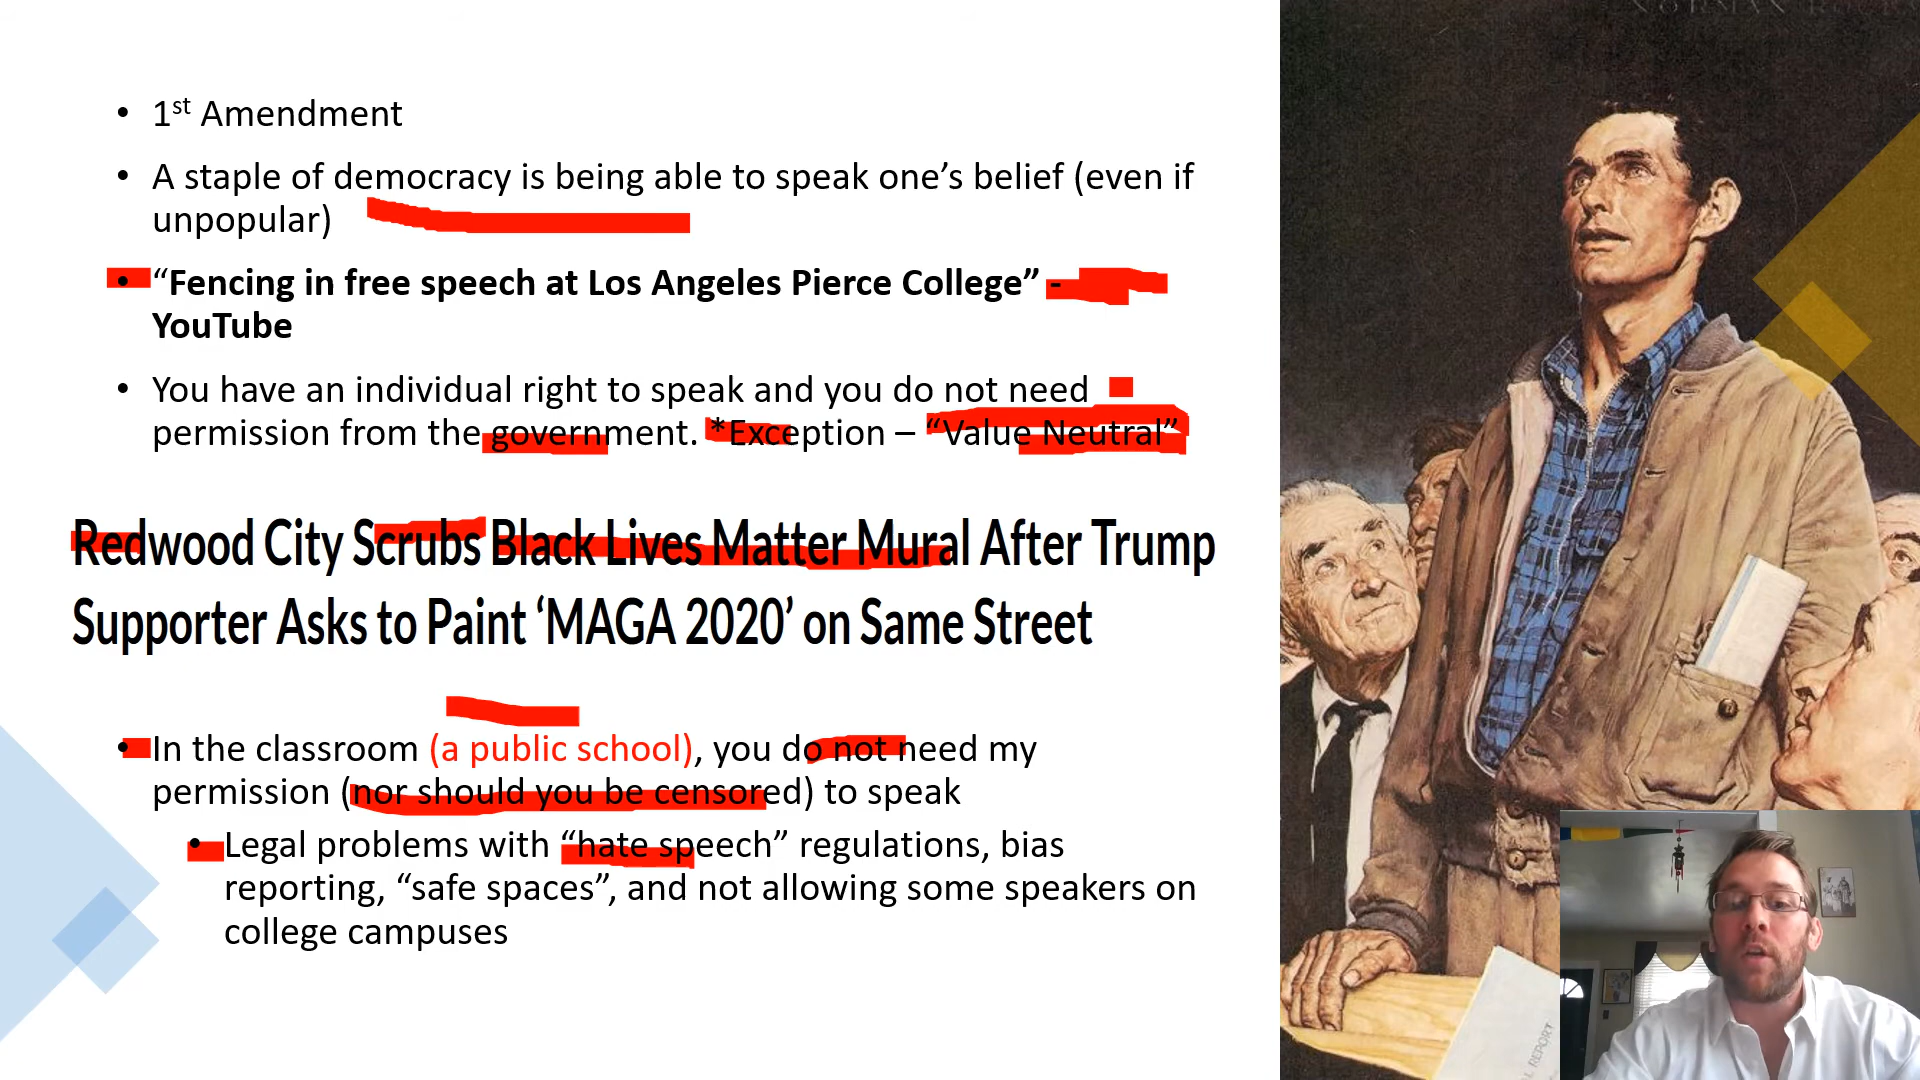 NORMAN ROCK
• 1st Amendment
• A staple of democracy is being able to speak one’s belief (even if
unpopular)
• “Fencing in free speech at Los Angeles Pierce College” -
YouTube
• You have an individual right to speak and you do not need
permission from the government. *Exception – “Value Neutral”
Redwood City Scrubs Black Lives Matter Mural After Trump
Supporter Asks to Paint ‘MAGA 2020’ on Same Street
• In the classroom (a public school), you do not need my
permission (nor should you be censored) to speak
• Legal problems with “hate speech” regulations, bias
reporting, “safe spaces”, and not allowing some speakers on
college campuses
REPORT